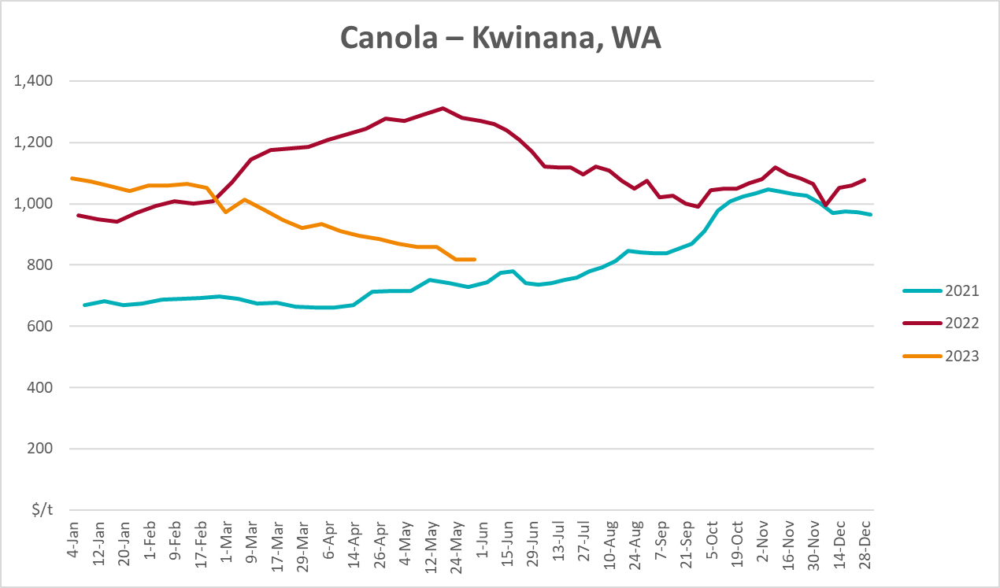 Canola – Kwinana, WA
1,400
1,200
1,000
800
600
400
200
$/t
4-Jan
12-Jan
20-Jan
1-Feb
9-Feb
17-Feb
1-Mar
9-Mar
17-Mar
29-Mar
6-Apr
14-Apr
26-Apr
4-May
12-May
24-May
1-Jun
15-Jun
29-Jun
13-Jul
27-Jul
10-Aug
24-Aug
7-Sep
21-Sep
5-Oct
19-Oct
2-Nov
16-Nov
30-Nov
14-Dec
28-Dec
2021
2022
2023